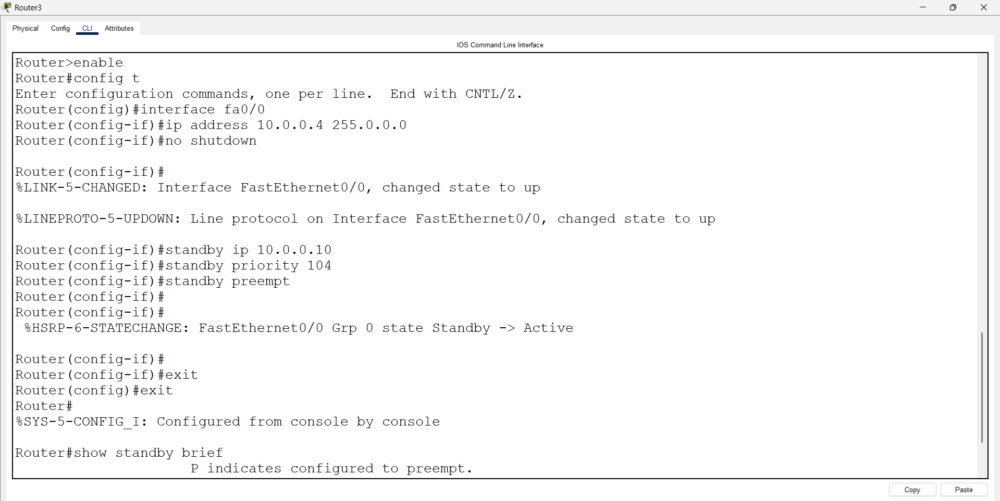 Router3
Physical Config CLI Attributes
IOS Command Line Interface
Router>enable
Router#config t
Enter configuration commands, one per line.  End with CNTL/Z.
Router(config)#interface fa0/0
Router(config-if)#ip address 10.0.0.4 255.0.0.0
Router(config-if)#no shutdown
Router(config-if)#
%LINK-5-CHANGED: Interface FastEthernet0/0, changed state to up
%LINEPROTO-5-UPDOWN: Line protocol on Interface FastEthernet0/0, changed state to up
Router(config-if)#standby ip 10.0.0.10
Router(config-if)#standby priority 104
Router(config-if)#standby preempt
Router(config-if)#
Router(config-if)#
%HSRP-6-STATECHANGE: FastEthernet0/0 Grp 0 state Standby -> Active
Router(config-if)#
Router(config-if)#exit
Router(config)#exit
Router#
%SYS-5-CONFIG_I: Configured from console by console
Router#show standby brief
P indicates configured to preempt.
Copy Paste